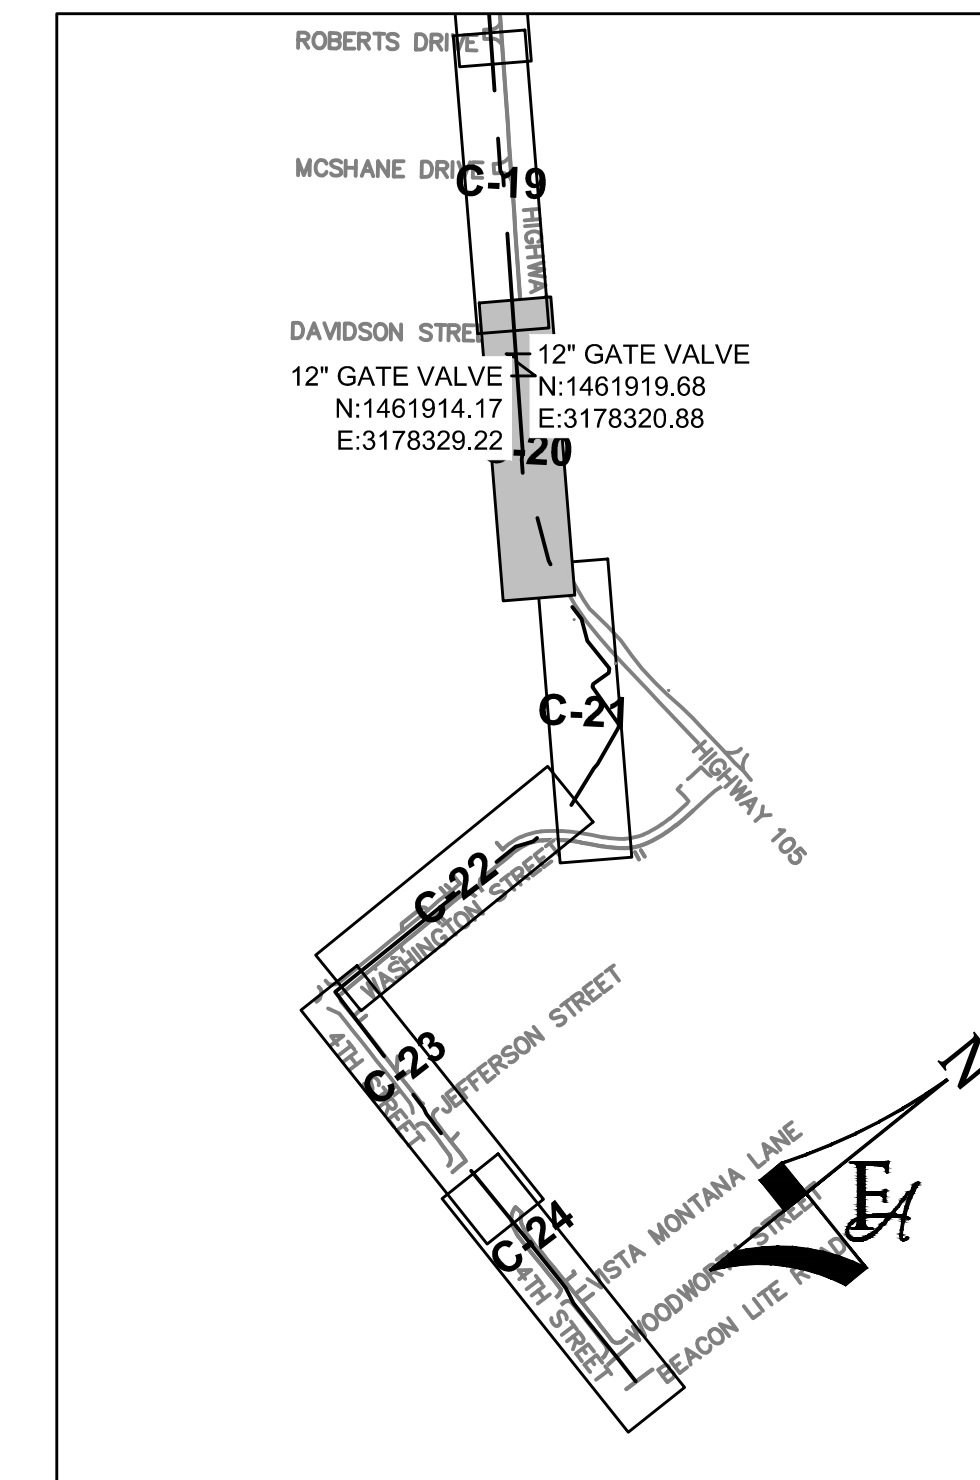 ROBERTS DRIVE
MCSHANE DRIVE
C-19
HIGHWA
DAVIDSON STREE
12" GATE VALVE
N:1461919.68
E:3178320.88
12" GATE VALVE
N:1461914.17
E:3178329.22
C-20
C-21
HIGHWAY 105
C-22
WASHINGTON STREET
C-23
4TH STREET
JEFFERSON STREET
N
EA
C-24
4TH STREET
VISTA MONTANA LANE
WOODWORTH STREET
BEACON LITE ROAD